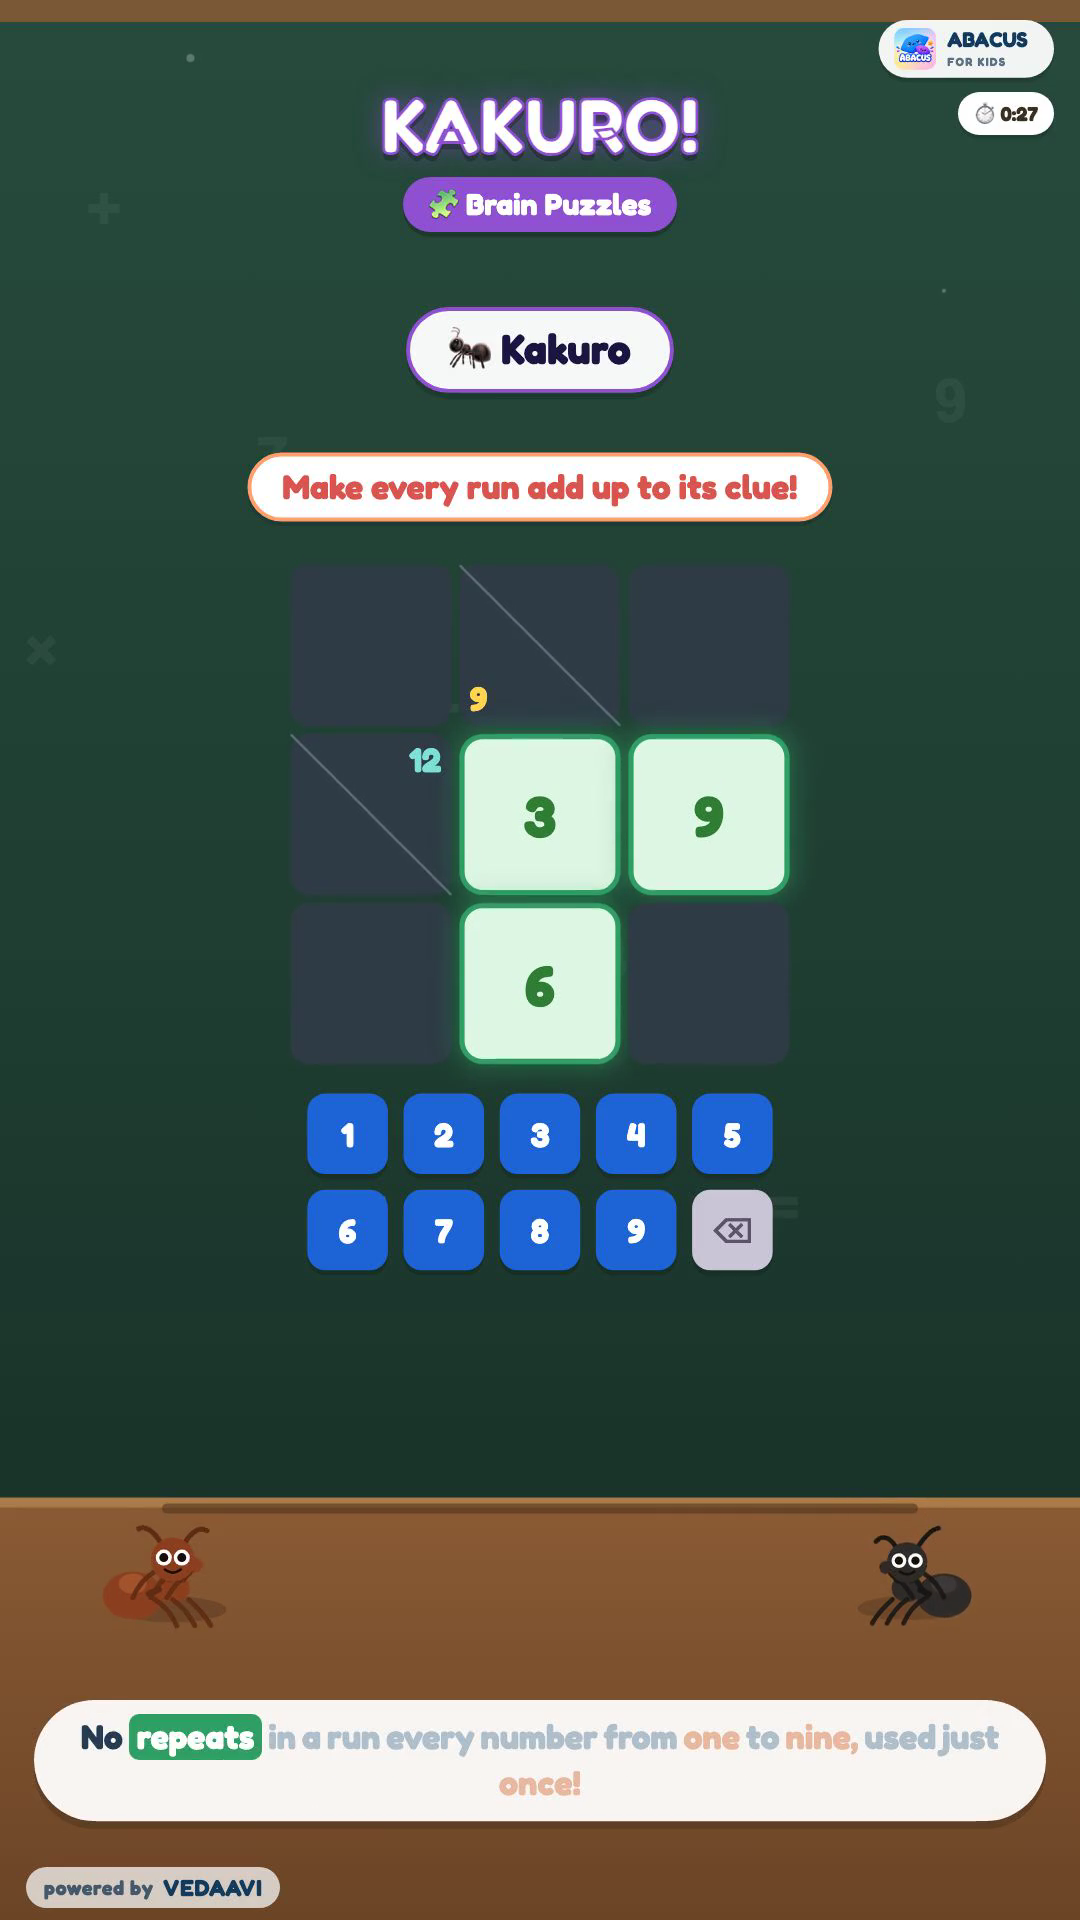 ABACUS
FOR KIDS
0:27
KAKURO!
Brain Puzzles
Kakuro
Make every run add up to its clue!
9
12
3 9
6
1 2 3 4 5
6 7 8 9
No repeats in a run every number from one to nine, used just
once!
powered by VEDAAVI